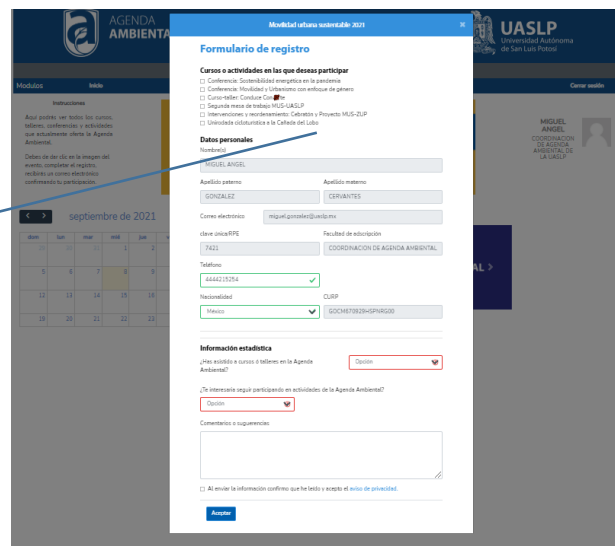 AGENDA
AMBIENTA
UASLP
Universidad Autónoma
de San Luis Potosí
Modulos
Inicio
Cerrar sesión
Instrucciones
Aquí podrás ver todos los cursos,
talleres, conferencias y actividades
que actualmente oferta la Agenda
Ambiental.
Debes de dar clic en la imagen del
evento, completar el registro,
recibirás un correo electrónico
confirmando tu participación.
septiembre de 2021
dom lun mar mié jue
29 30 31 1 2
5 6 7 8 9
12 13 14 15 16
19 20 21 22 23
MIGUEL
ANGEL
COORDINACION
DE AGENDA
AMBIENTAL DE
LA UASLP
AL >
Movilidad urbana sustentable 2021
×
Formulario de registro
Cursos o actividades en las que deseas participar
Conferencia: Sostenibilidad energética en la
pandemia
Conferencia: Movilidad y Urbanismo con enfoque de género
Curso-taller: Conduce
Segunda mesa de trabajo MUS-UASLP
Intervenciones y reordenamiento: Cebratón y Proyecto MUS-ZUP
Unirodada cicloturística a la Cañada del Lobo
Datos personales
Nombre(s)
MIGUEL ANGEL
Apellido paterno Apellido materno
GONZALEZ CERVANTES
Correo electrónico miguel.gonzalez@uaslp.mx
clave única/RPE Facultad de adscripción
7421 COORDINACION DE AGENDA AMBIENTAL
Teléfono
4444215254
Nacionalidad CURP
México GOCM670929HSPNRG00
Información estadística
¿Has asistido a cursos ó talleres en la Agenda
Ambiental?
Opción
¿Te interesaría seguir participando en actividades de la Agenda Ambiental?
Opción
Comentarios o suguerencias
Al enviar la información confirmo que he leído y acepto el aviso de privacidad.
Aceptar